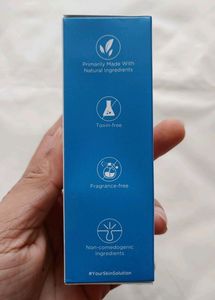 Primarily Made With
Natural Ingredients
Toxin-free
Fragrance-free
Non-comedogenic
Ingredients
#YourSkinSolution